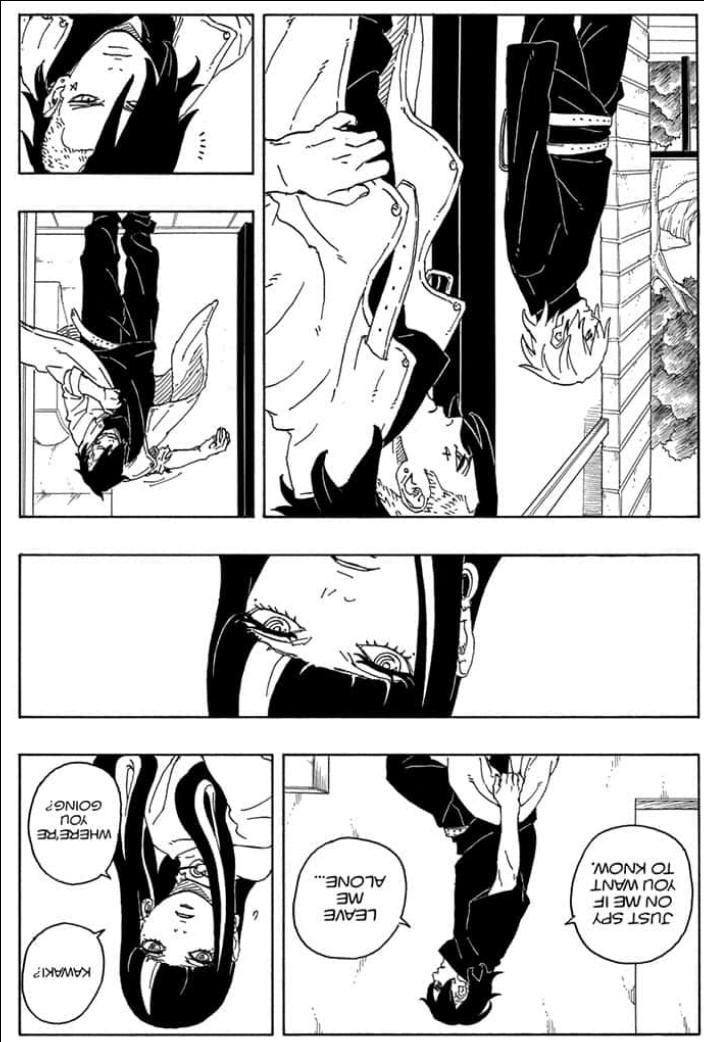 KAWAKI?
WHERE'RE
YOU
GOING?
LEAVE
ME
ALONE...
JUST SPY
ON ME IF
YOU WANT
TO KNOW.